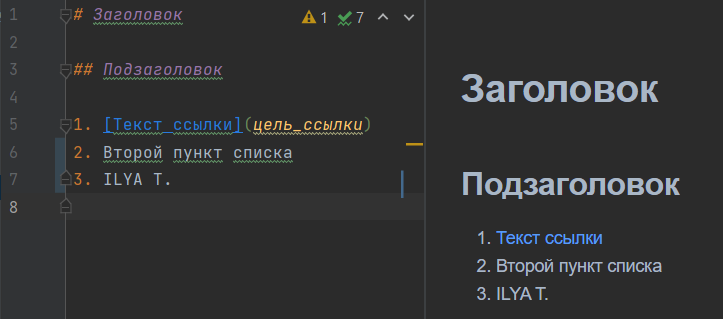 1 # Заголовок
⚠ 1 ✔ 7
2
3 ## Подзаголовок
4
5 1. [Текст ссылки](цель_ссылки)
6 2. Второй пункт списка
7 3. ILYA T.
8
Заголовок
Подзаголовок
1. Текст ссылки
2. Второй пункт списка
3. ILYA T.